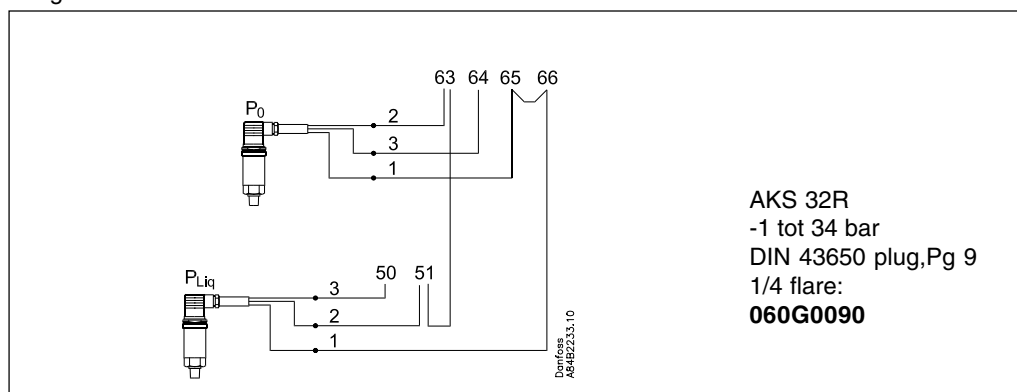 63 64 65 66
P0
2
3
1
PLiq
50 51
3
2
1
AKS 32R
-1 tot 34 bar
DIN 43650 plug,Pg 9
1/4 flare:
060G0090
Danfoss
A84B2233.10